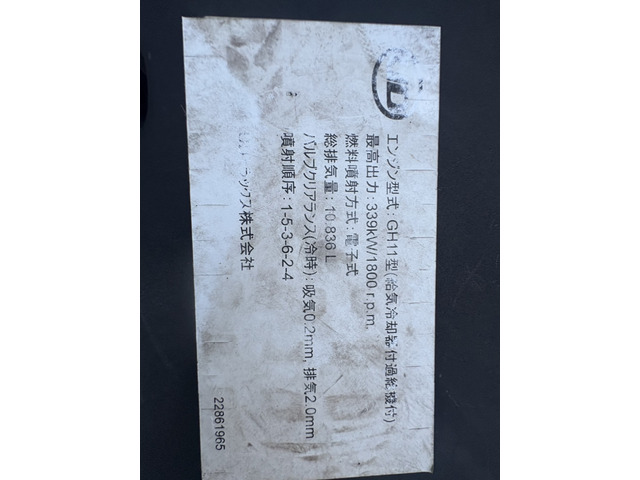 エンジン型式：GH11型(給気冷却器付過給機付)
最高出力：339kW/1800 r.p.m.
燃料噴射方式：電子式
総排気量：10.836 L
バルブクリアランス(冷時)：吸気0.2mm, 排気2.0mm
噴射順序：1-5-3-6-2-4
トラックス株式会社
22861965